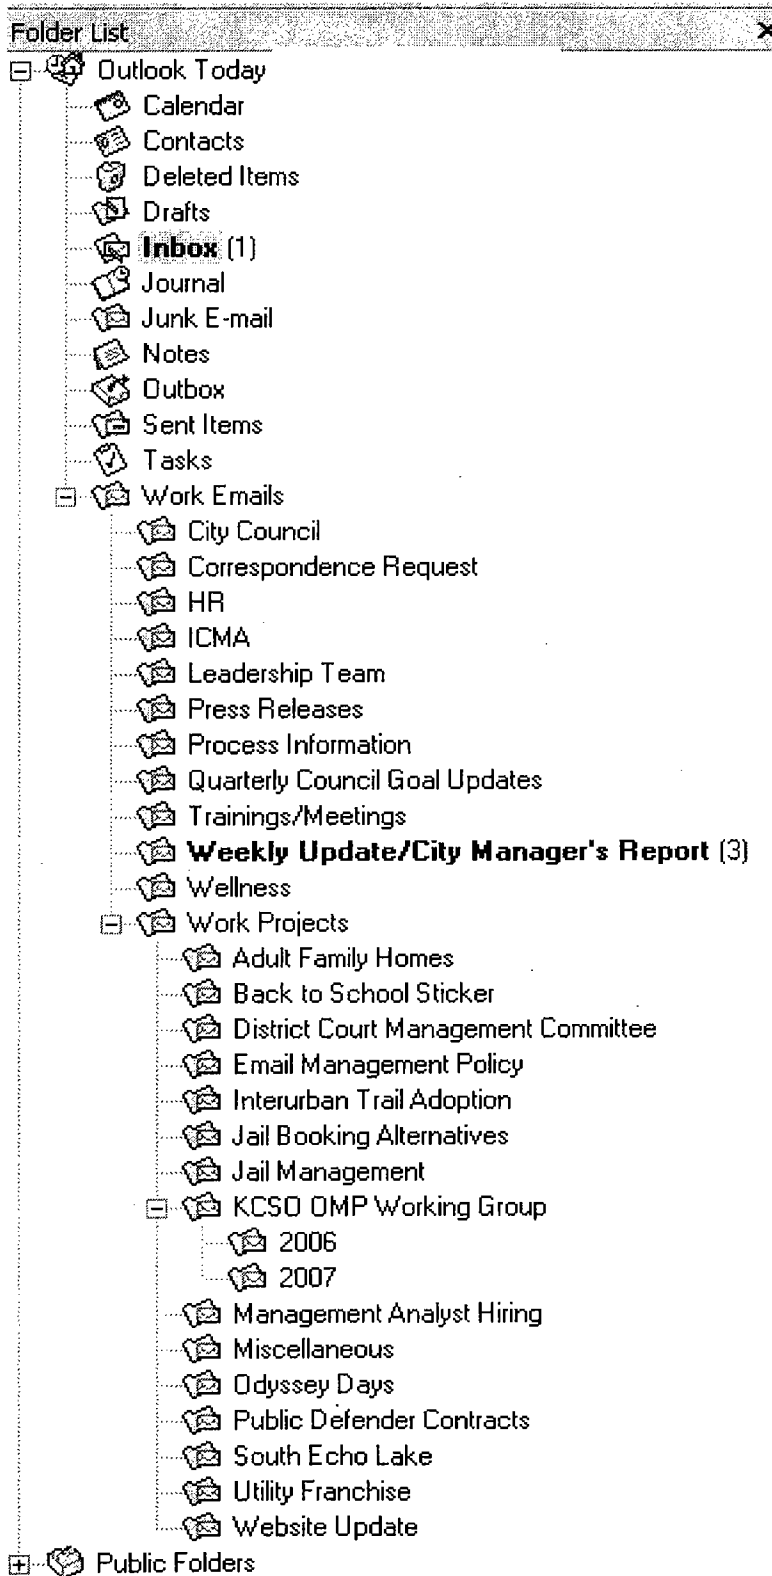 Folder List
Outlook Today
Calendar
Contacts
Deleted Items
Drafts
Inbox (1)
Journal
Junk E-mail
Notes
Outbox
Sent Items
Tasks
Work Emails
City Council
Correspondence Request
HR
ICMA
Leadership Team
Press Releases
Process Information
Quarterly Council Goal Updates
Trainings/Meetings
Weekly Update/City Manager's Report (3)
Wellness
Work Projects
Adult Family Homes
Back to School Sticker
District Court Management Committee
Email Management Policy
Interurban Trail Adoption
Jail Booking Alternatives
Jail Management
KCSO OMP Working Group
2006
2007
Management Analyst Hiring
Miscellaneous
Odyssey Days
Public Defender Contracts
South Echo Lake
Utility Franchise
Website Update
Public Folders